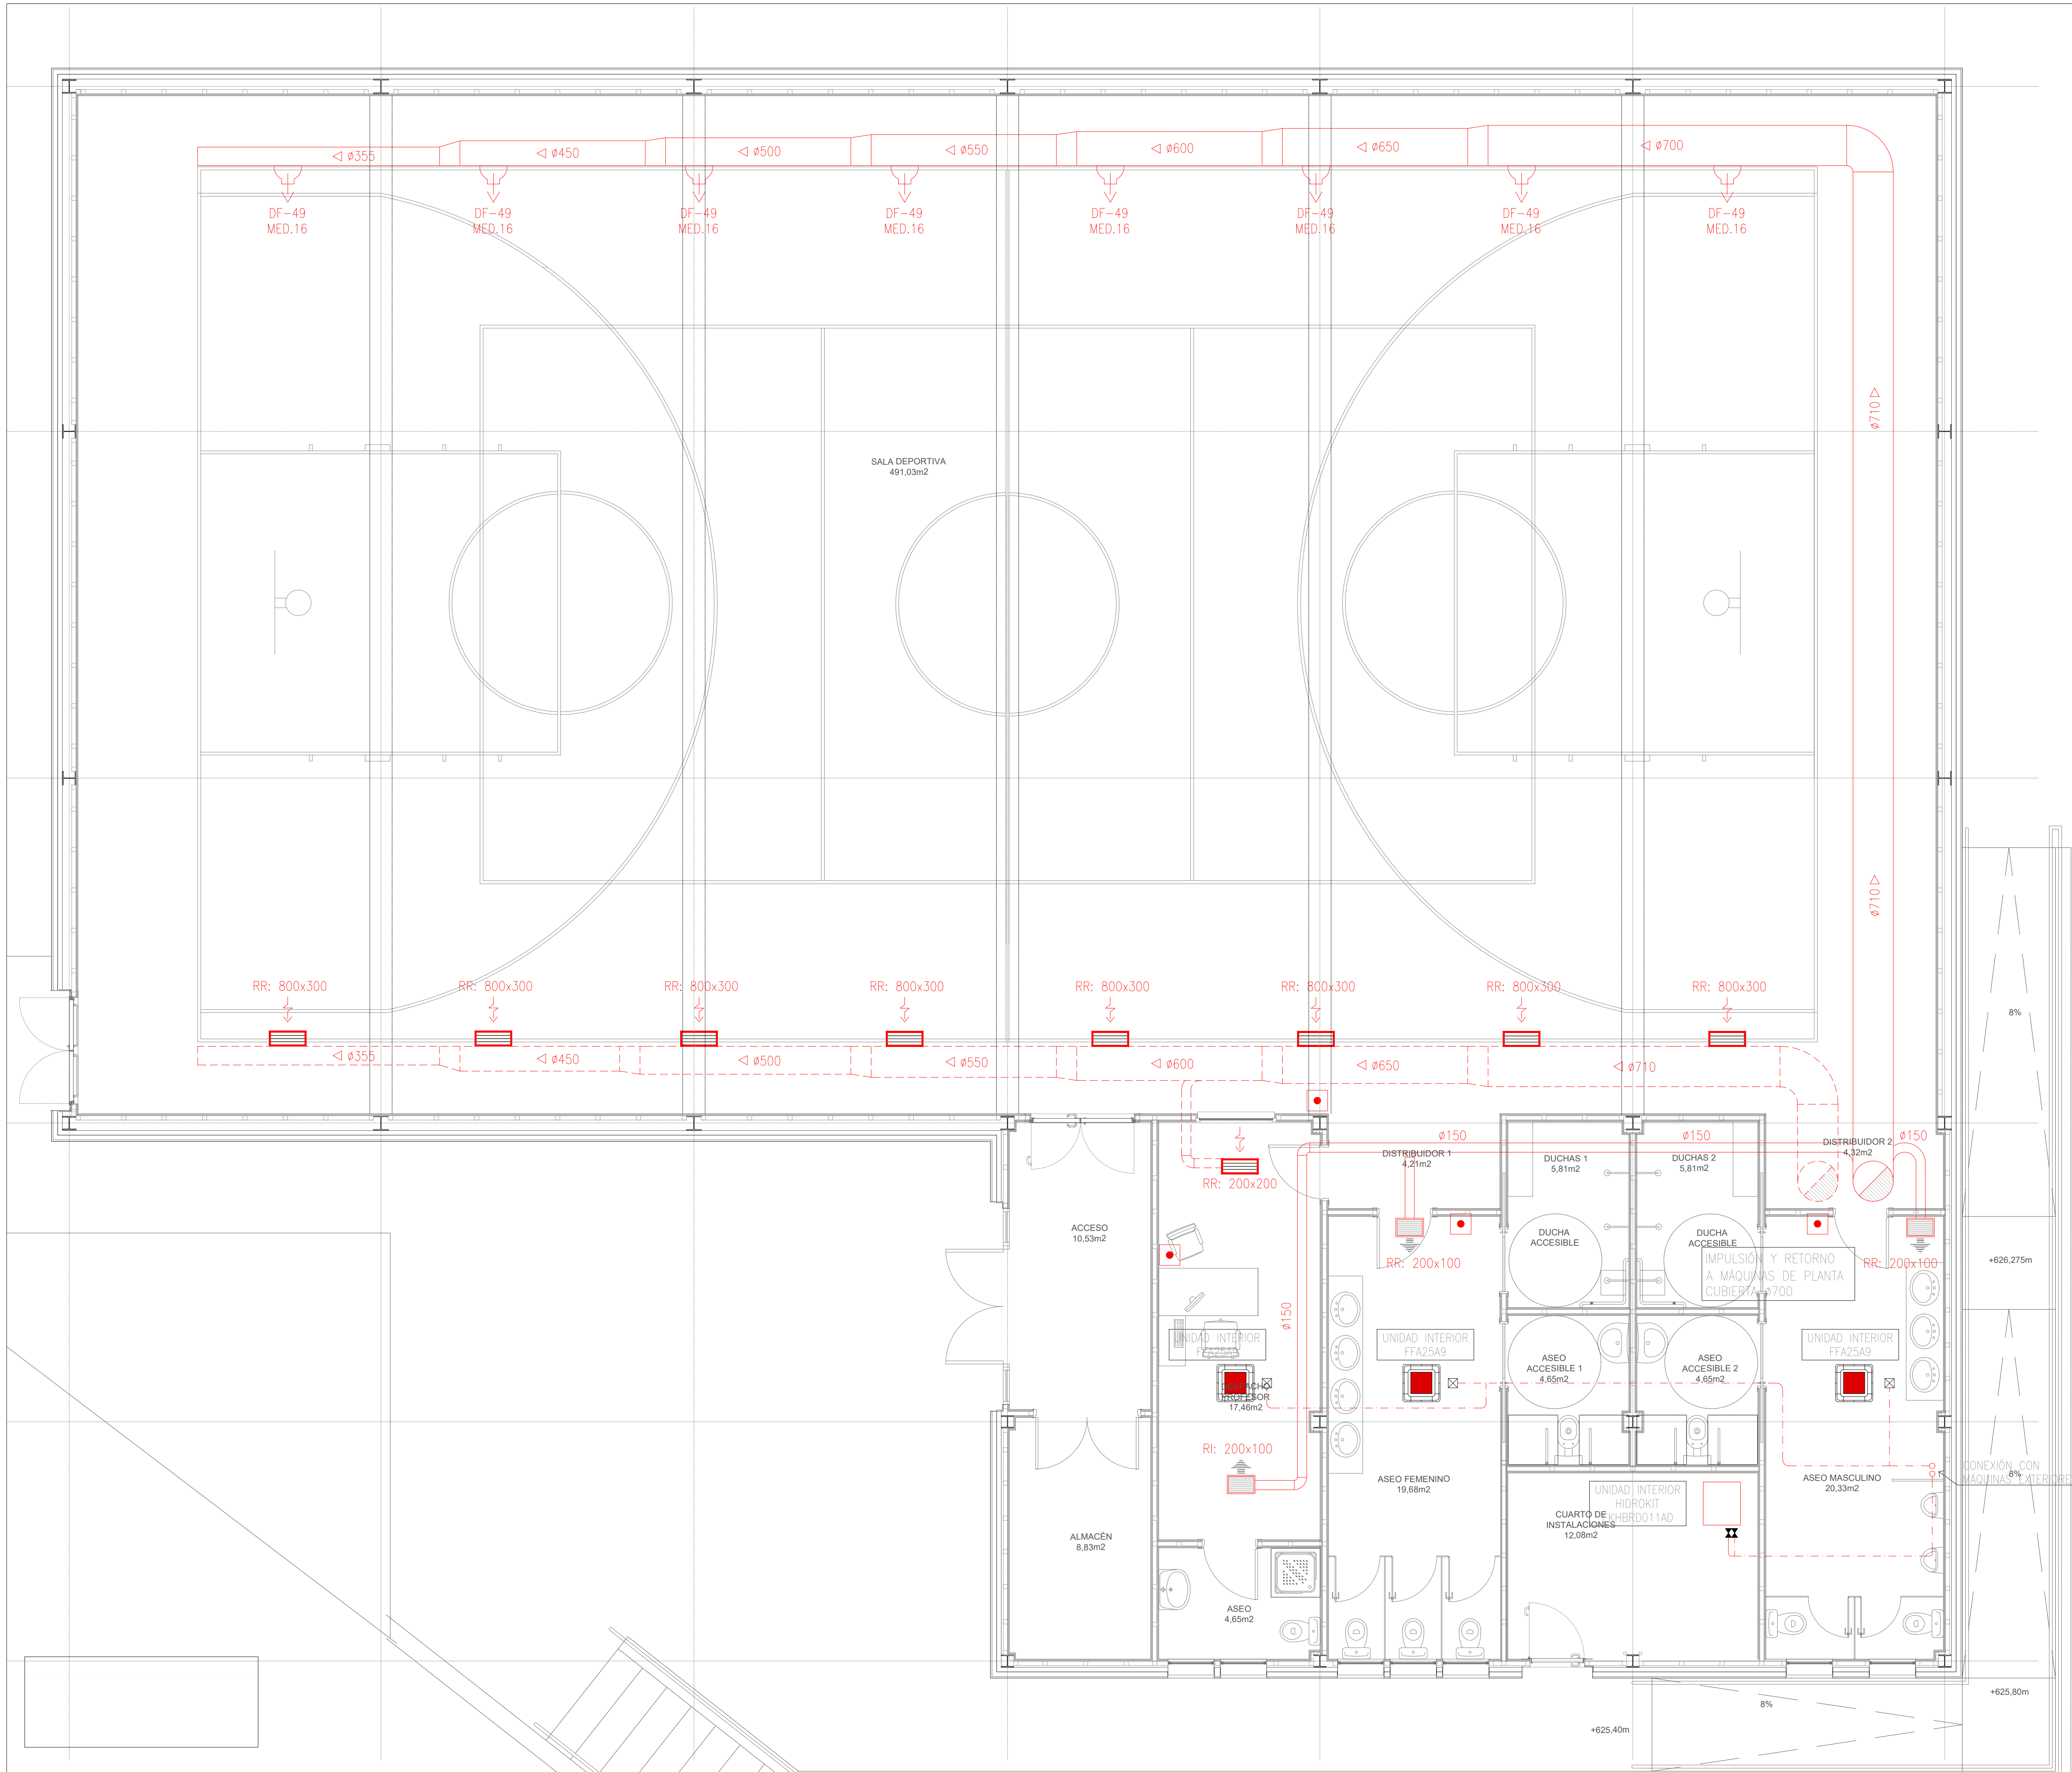 ◁ ø355
◁ ø450
◁ ø500
◁ ø550
◁ ø600
◁ ø650
◁ ø700
DF-49
MED.16
DF-49
MED.16
DF-49
MED.16
DF-49
MED.16
DF-49
MED.16
DF-49
MED.16
DF-49
MED.16
DF-49
MED.16
ø710 ▷
SALA DEPORTIVA
491,03m2
ø710 ▷
RR: 800x300
RR: 800x300
RR: 800x300
RR: 800x300
RR: 800x300
RR: 800x300
RR: 800x300
RR: 800x300
8%
◁ ø355
◁ ø450
◁ ø500
◁ ø550
◁ ø600
◁ ø650
◁ ø710
ø150
ø150
ø150
DISTRIBUIDOR 1
4,21m2
DUCHAS 1
5,81m2
DUCHAS 2
5,81m2
DISTRIBUIDOR 2
4,32m2
RR: 200x200
ACCESO
10,53m2
DUCHA
ACCESIBLE
DUCHA
ACCESIBLE
RR: 200x100
RR: 200x100
IMPULSIÓN Y RETORNO
A MÁQUINAS DE PLANTA
CUBIERTA ø700
+626,275m
ø150
UNIDAD INTERIOR
FFA25A9
UNIDAD INTERIOR
FFA25A9
UNIDAD INTERIOR
FFA25A9
ASEO
ACCESIBLE 1
4,65m2
ASEO
ACCESIBLE 2
4,65m2
DESPACHO
PROFESOR
17,46m2
RI: 200x100
ASEO FEMENINO
19,68m2
ASEO MASCULINO
20,33m2
CONEXIÓN CON
MÁQUINAS EXTERIORE
8%
UNIDAD INTERIOR
HIDROKIT
KHBRD011AD
CUARTO DE
INSTALACIONES
12,08m2
ALMACÉN
8,83m2
ASEO
4,65m2
+625,80m
8%
+625,40m